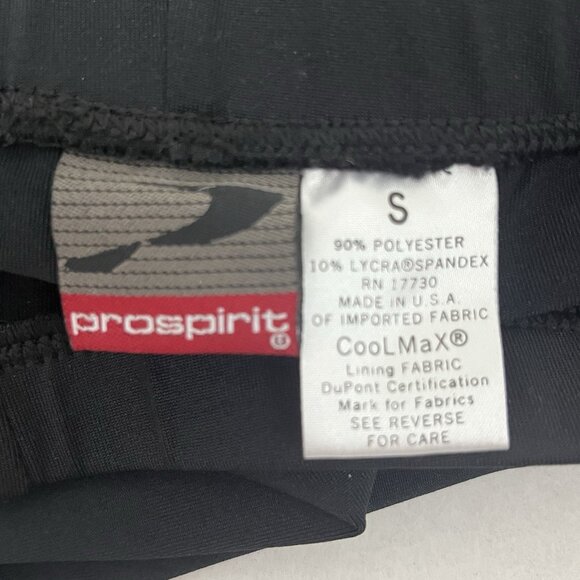 prospirit®
S
90% POLYESTER
10% LYCRA®SPANDEX
RN 17730
MADE IN U.S.A.
OF IMPORTED FABRIC
CooLMaX®
Lining FABRIC
DuPont Certification
Mark for Fabrics
SEE REVERSE
FOR CARE